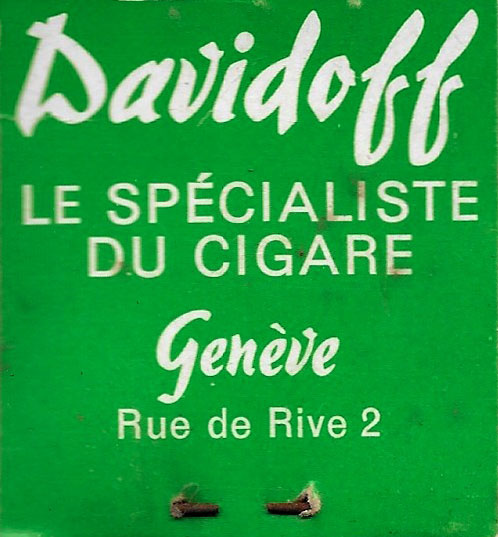 Davidoff
LE SPÉCIALISTE
DU CIGARE
Genève
Rue de Rive 2